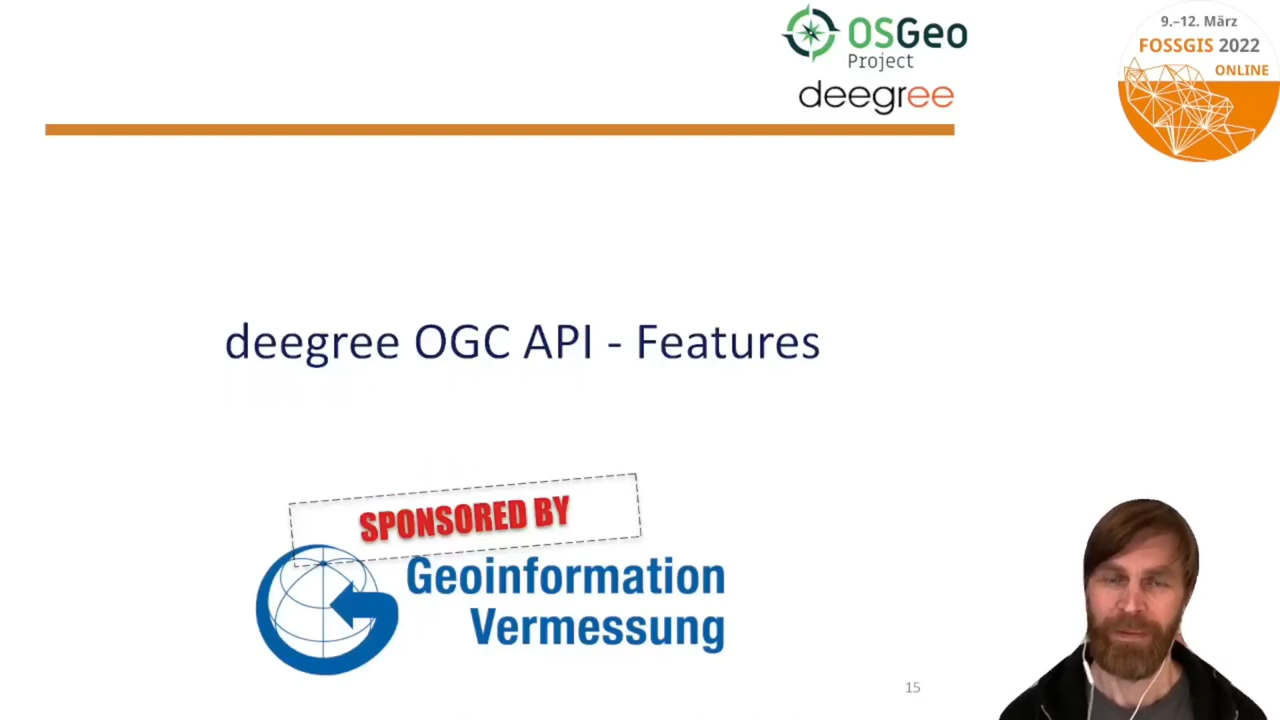 OSGeo
Project
deegree
9.–12. März
FOSSGIS 2022
ONLINE
deegree OGC API - Features
SPONSORED BY
Geoinformation
Vermessung
15